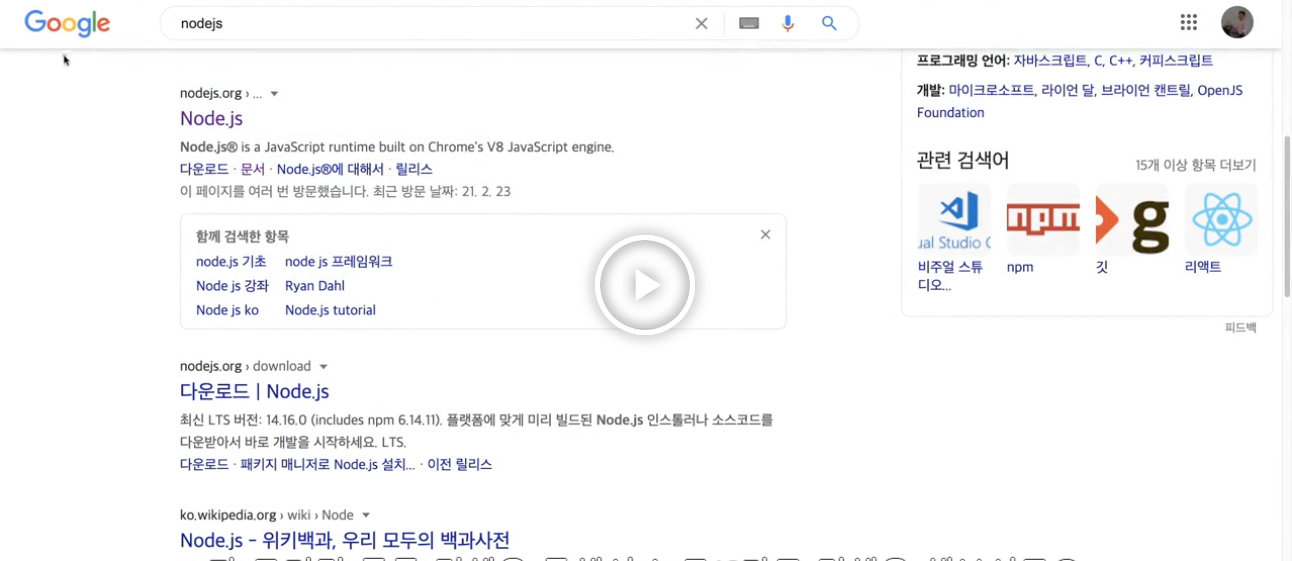 Google
nodejs
nodejs.org › ...
Node.js
Node.js® is a JavaScript runtime built on Chrome's V8 JavaScript engine.
다운로드 · 문서 · Node.js®에 대해서 · 릴리스
이 페이지를 여러 번 방문했습니다. 최근 방문 날짜: 21. 2. 23
함께 검색한 항목
node.js 기초 node js 프레임워크
Node js 강좌 Ryan Dahl
Node js ko Node.js tutorial
nodejs.org › download
다운로드 | Node.js
최신 LTS 버전: 14.16.0 (includes npm 6.14.11). 플랫폼에 맞게 미리 빌드된 Node.js 인스톨러나 소스코드를
다운받아서 바로 개발을 시작하세요. LTS.
다운로드 · 패키지 매니저로 Node.js 설치... · 이전 릴리스
ko.wikipedia.org › wiki › Node
Node.js - 위키백과, 우리 모두의 백과사전
프로그래밍 언어: 자바스크립트, C, C++, 커피스크립트
개발: 마이크로소프트, 라이언 달, 브라이언 캔트릴, OpenJS
Foundation
관련 검색어
15개 이상 항목 더보기
ual Studio C
npm
g
비주얼 스튜
디오...
npm
깃
리액트
피드백